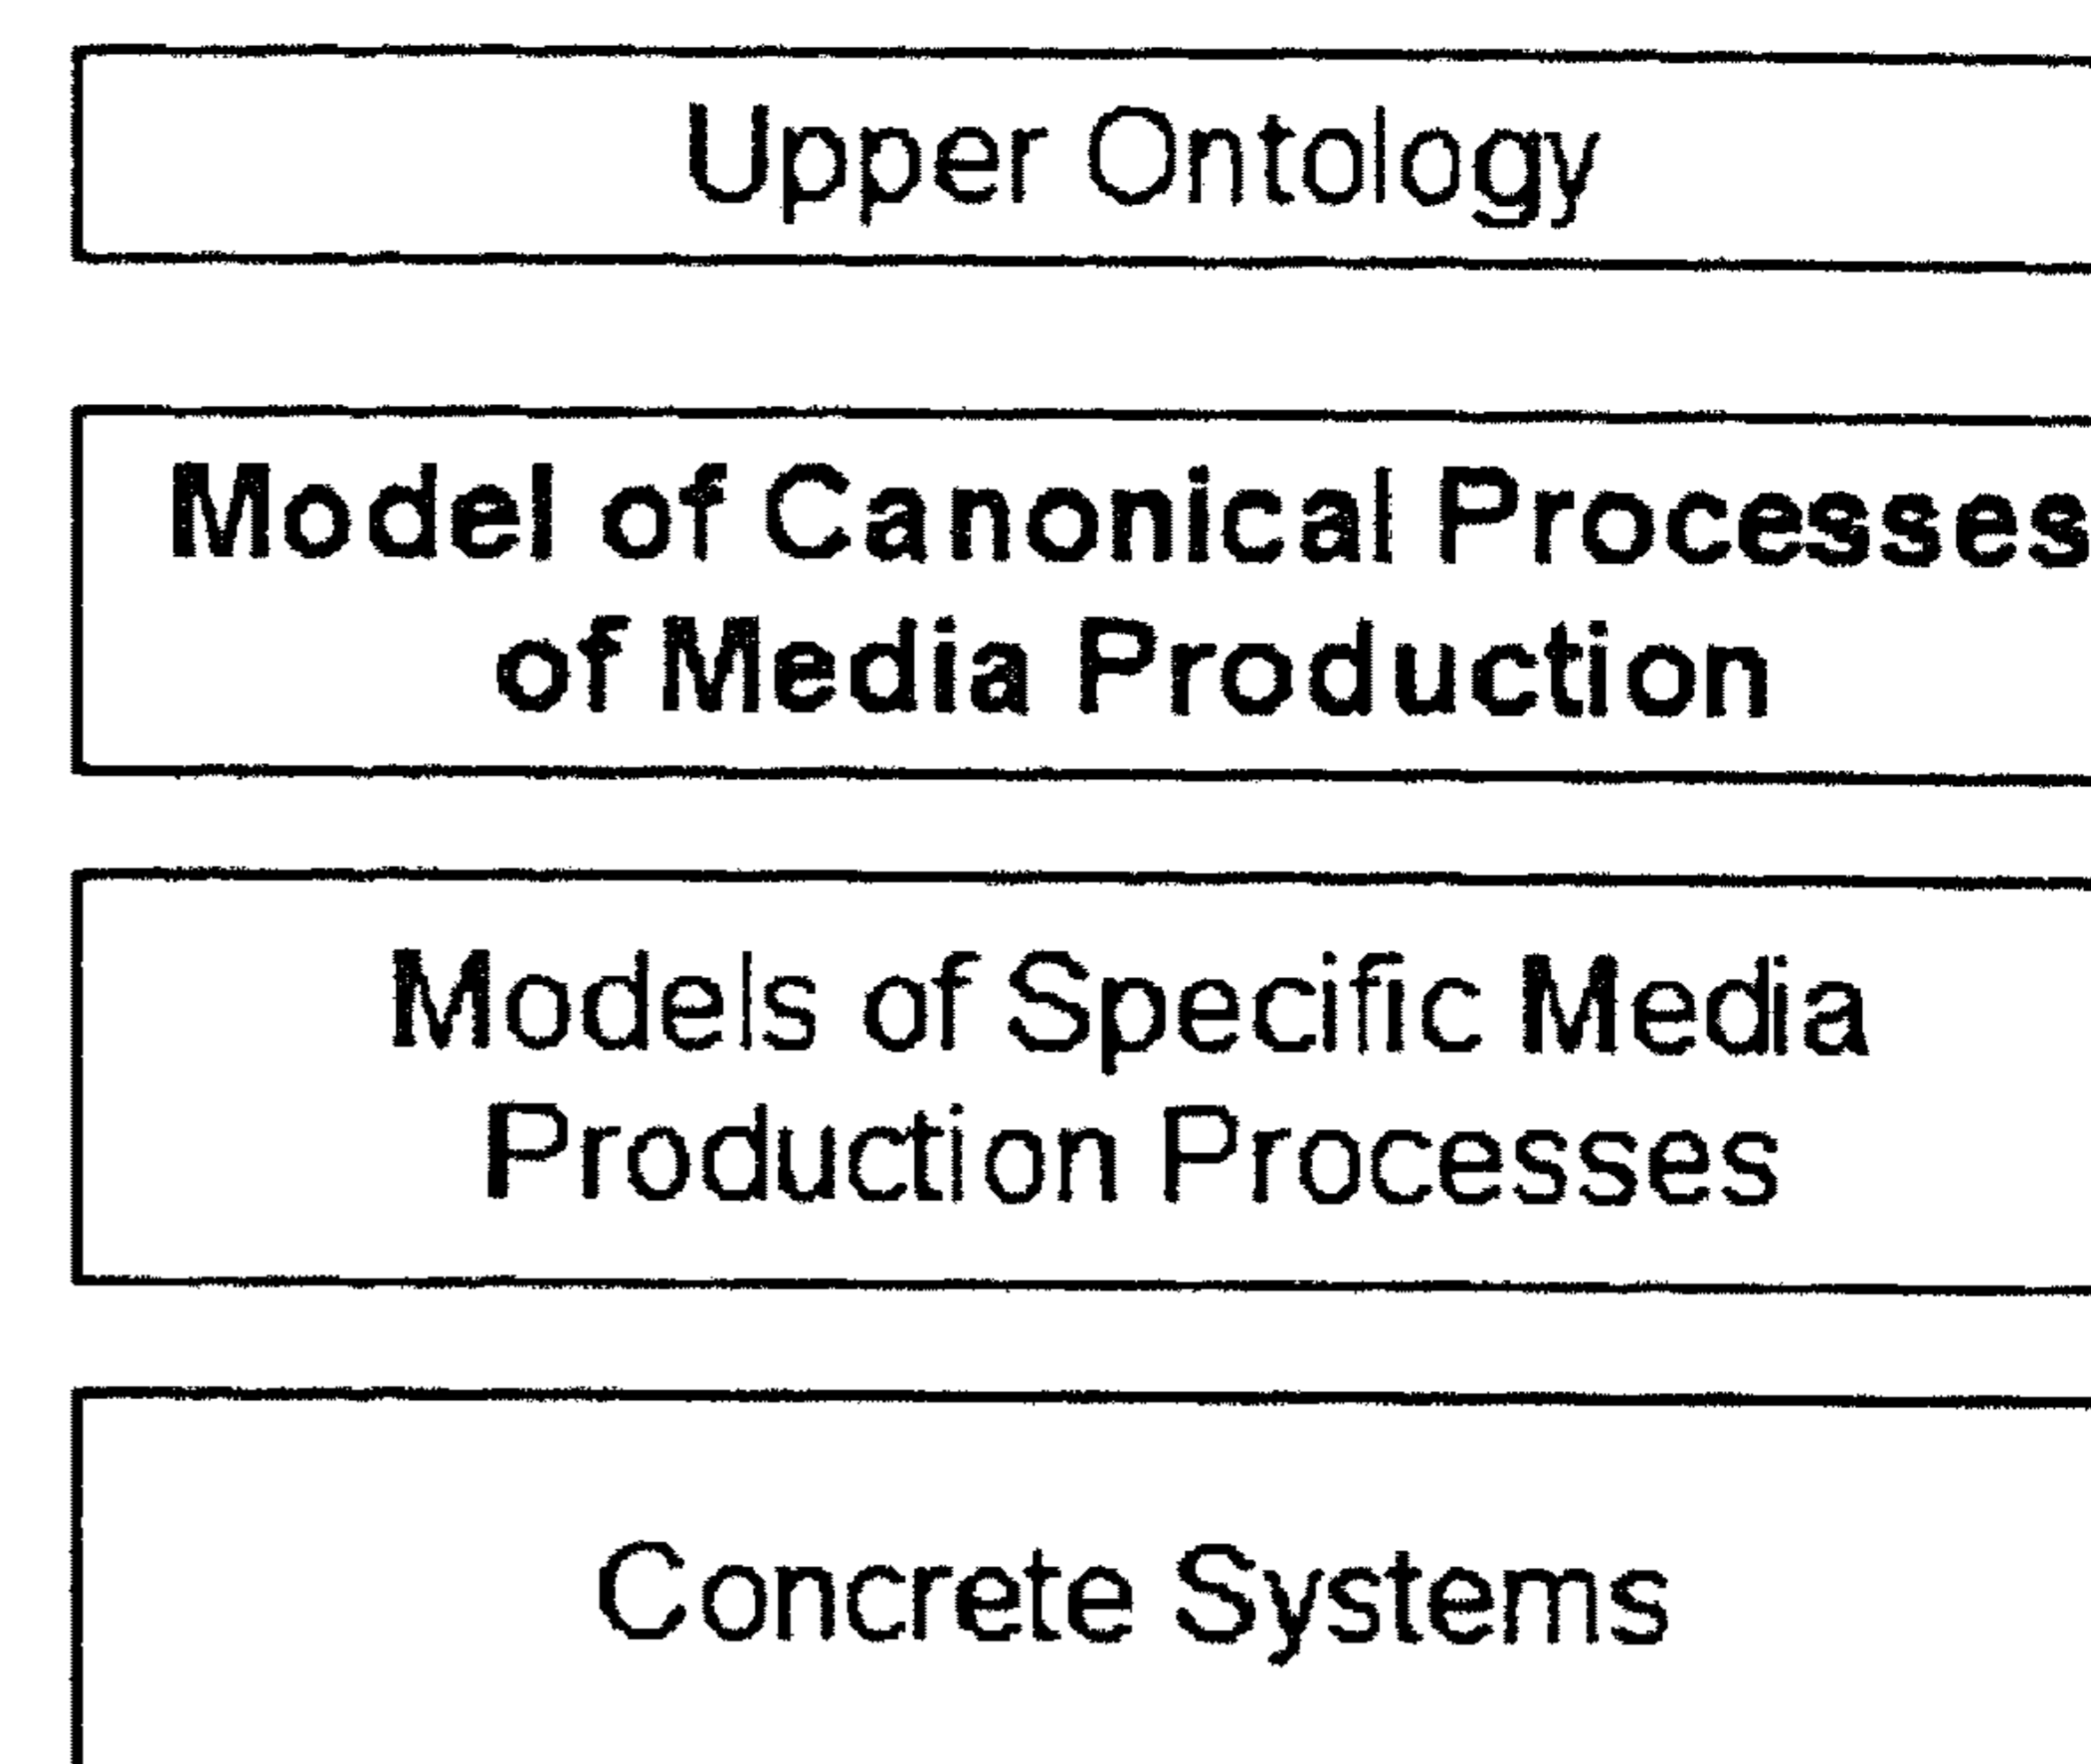 Upper Ontology
Model of Canonical Processes
of Media Production
Models of Specific Media
Production Processes
Concrete Systems